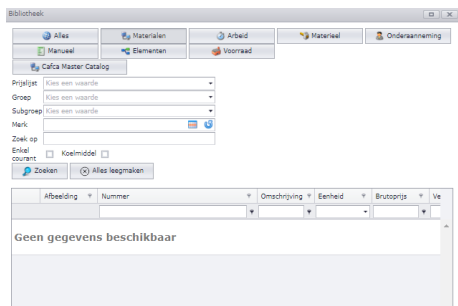 Bibliotheek
Alles Materialen Arbeid Materieel Onderaanneming
Manueel Elementen Voorraad
Cafca Master Catalog
Prijslijst Kies een waarde
Groep Kies een waarde
Subgroep Kies een waarde
Merk
Zoek op
Enkel courant Koelmiddel
Zoeken Alles leegmaken
Afbeelding Nummer Omschrijving Eenheid Brutoprijs Ve
Geen gegevens beschikbaar